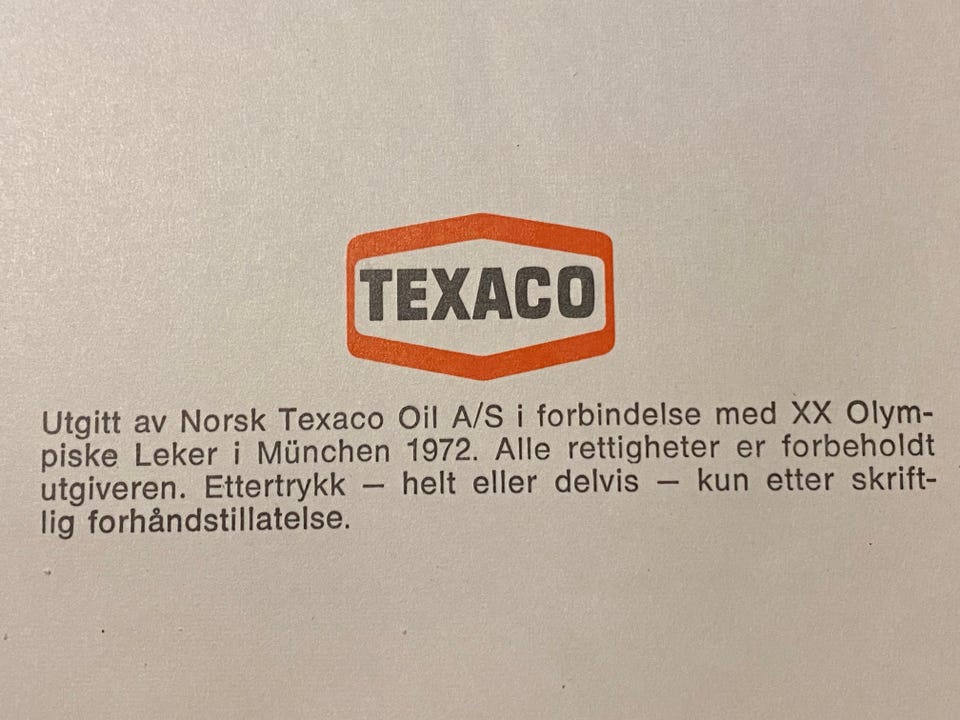 TEXACO
Utgitt av Norsk Texaco Oil A/S i forbindelse med XX Olym-
piske Leker i München 1972. Alle rettigheter er forbeholdt
utgiveren. Ettertrykk — helt eller delvis — kun etter skrift-
lig forhåndstillatelse.